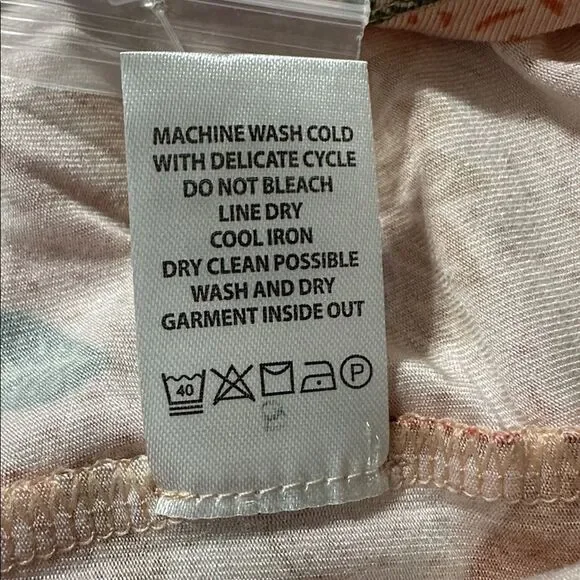 MACHINE WASH COLD
WITH DELICATE CYCLE
DO NOT BLEACH
LINE DRY
COOL IRON
DRY CLEAN POSSIBLE
WASH AND DRY
GARMENT INSIDE OUT
40 P